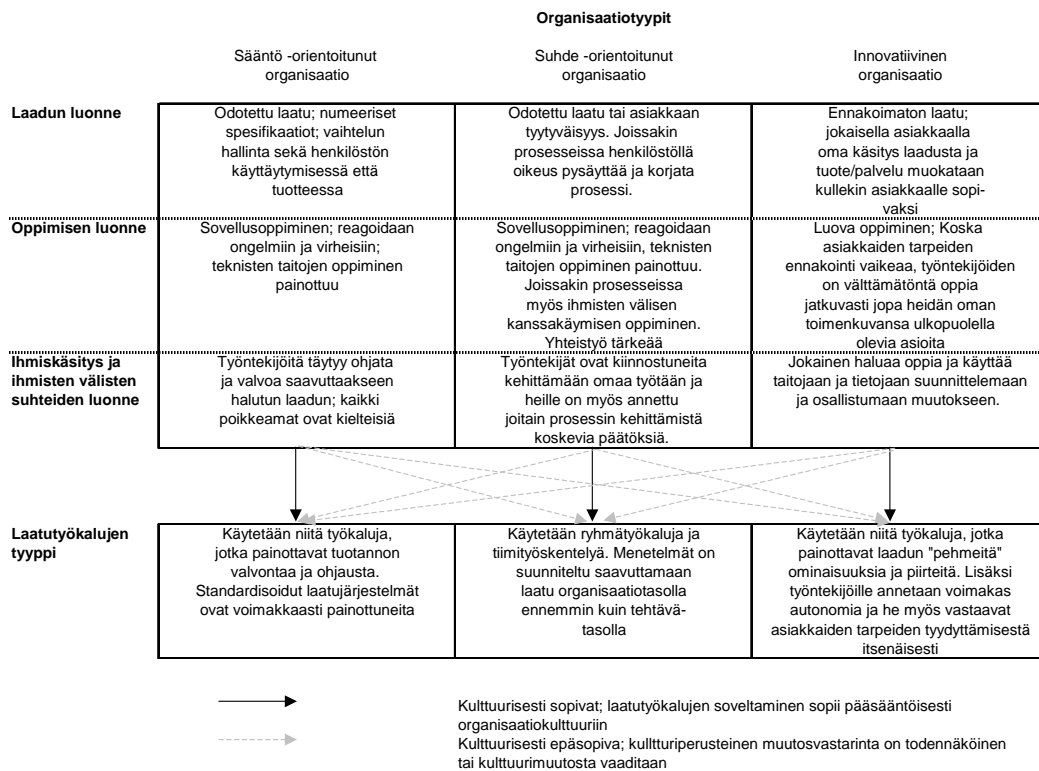 Organisaatiotyypit
Sääntö -orientoitunut
organisaatio
Suhde -orientoitunut
organisaatio
Innovatiivinen
organisaatio
Laadun luonne
Odotettu laatu; numeeriset
spesifikaatiot; vaihtelun
hallinta sekä henkilöstön
käyttäytymisessä että
tuotteessa
Odotettu laatu tai asiakkaan
tyytyväisyys. Joissakin
prosesseissa henkilöstöllä
oikeus pysäyttää ja korjata
prosessi.
Ennakoimaton laatu;
jokaisella asiakkaalla
oma käsitys laadusta ja
tuote/palvelu muokataan
kullekin asiakkaalle sopi-
vaksi
Oppimisen luonne
Sovellusoppiminen; reagoidaan
ongelmiin ja virheisiin;
teknisten taitojen oppiminen
painottuu
Sovellusoppiminen; reagoidaan
ongelmiin ja virheisiin, teknisten
taitojen oppiminen painottuu.
Joissakin prosesseissa
myös ihmisten välisen
kanssakäymisen oppiminen.
Yhteistyö tärkeää
Luova oppiminen; Koska
asiakkaiden tarpeiden
ennakointi vaikeaa, työntekijöiden
on välttämätöntä oppia
jatkuvasti jopa heidän oman
toimenkuvansa ulkopuolella
olevia asioita
Ihmiskäsitys ja
ihmisten välisten
suhteiden luonne
Työntekijöitä täytyy ohjata
ja valvoa saavuttaakseen
halutun laadun; kaikki
poikkeamat ovat kielteisiä
Työntekijät ovat kiinnostuneita
kehittämään omaa työtään ja
heille on myös annettu
joitain prosessin kehittämistä
koskevia päätöksiä.
Jokainen haluaa oppia ja käyttää
taitojaan ja tietojaan suunnittelemaan
ja osallistumaan muutokseen.
Laatutyökalujen
tyyppi
Käytetään niitä työkaluja,
jotka painottavat tuotannon
valvontaa ja ohjausta.
Standardisoidut laatujärjestelmät
ovat voimakkaasti painottuneita
Käytetään ryhmätyökaluja ja
tiimityöskentelyä. Menetelmät on
suunniteltu saavuttamaan
laatu organisaatiotasolla
ennemmin kuin tehtävä-
tasolla
Käytetään niitä työkaluja, jotka
painottavat laadun "pehmeitä"
ominaisuuksia ja piirteitä. Lisäksi
työntekijöille annetaan voimakas
autonomia ja he myös vastaavat
asiakkaiden tarpeiden tyydyttämisestä
itsenäisesti
Kulttuurisesti sopivat; laatutyökalujen soveltaminen sopii pääsääntöisesti
organisaatiokulttuuriin
Kulttuurisesti epäsopiva; kulltturiperusteinen muutosvastarinta on todennäköinen
tai kulttuurimuutosta vaaditaan